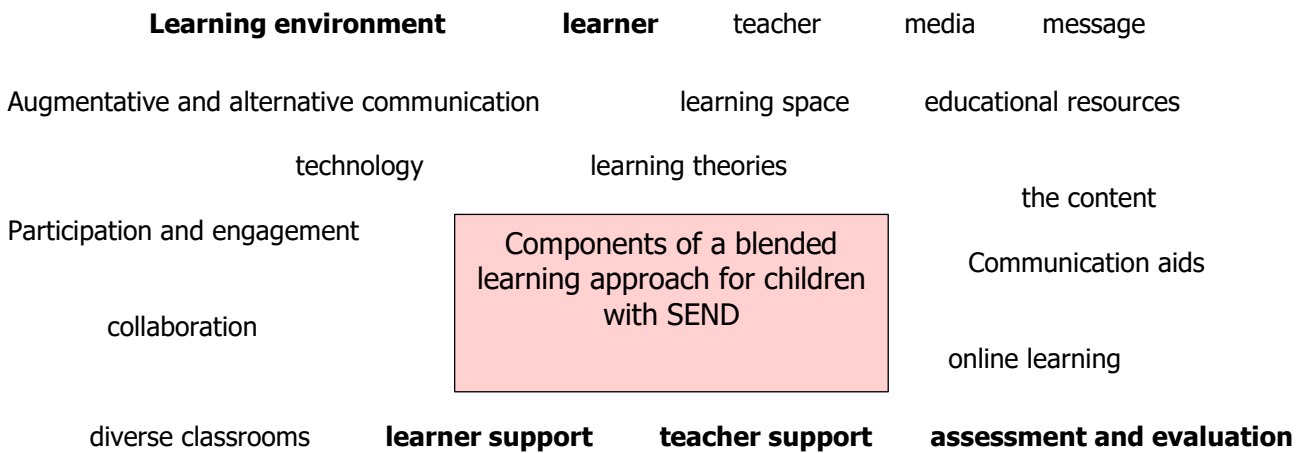 Learning environment learner teacher media message
Augmentative and alternative communication learning space educational resources
technology learning theories
the content
Participation and engagement
Components of a blended
learning approach for children
with SEND
Communication aids
collaboration
online learning
diverse classrooms learner support teacher support assessment and evaluation